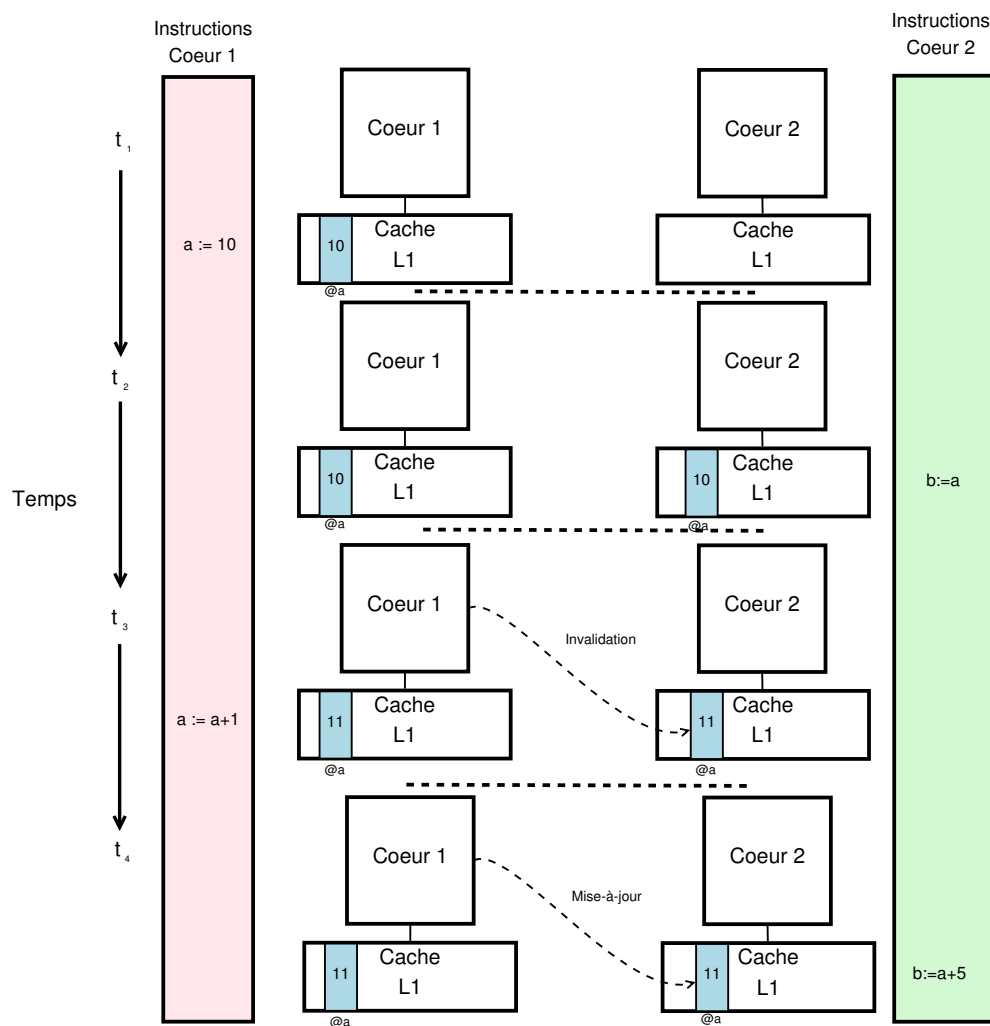 Instructions
Coeur 1
Instructions
Coeur 2
t1
Coeur 1
Coeur 2
a := 10
10
Cache
L1
Cache
L1
@a
t2
Coeur 1
Coeur 2
Temps
10
Cache
L1
10
Cache
L1
b:=a
@a
@a
t3
Coeur 1
Invalidation
Coeur 2
a := a+1
11
Cache
L1
11
Cache
L1
@a
@a
t4
Coeur 1
Mise-à-jour
Coeur 2
11
Cache
L1
11
Cache
L1
b:=a+5
@a
@a